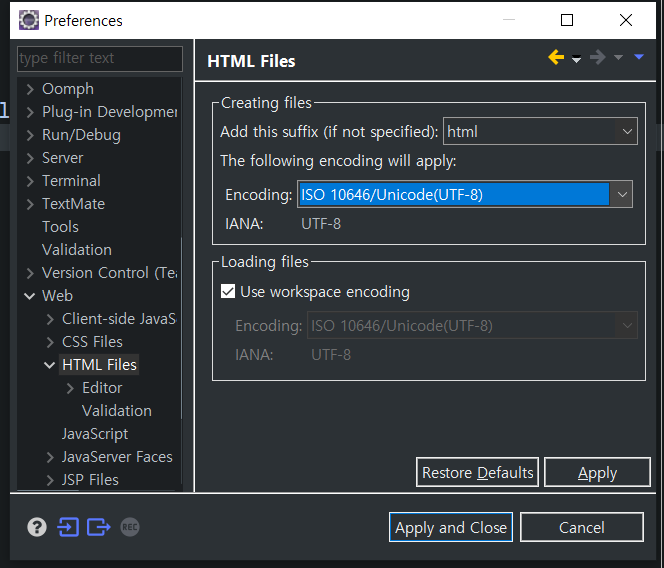 Preferences
type filter text
Oomph
Plug-in Developmen
Run/Debug
Server
Terminal
TextMate
Tools
Validation
Version Control (Tea
Web
Client-side JavaS
CSS Files
HTML Files
Editor
Validation
JavaScript
JavaServer Faces
JSP Files
HTML Files
Creating files
Add this suffix (if not specified): html
The following encoding will apply:
Encoding: ISO 10646/Unicode(UTF-8)
IANA: UTF-8
Loading files
Use workspace encoding
Encoding: ISO 10646/Unicode(UTF-8)
IANA: UTF-8
Restore Defaults Apply
? REC
Apply and Close Cancel